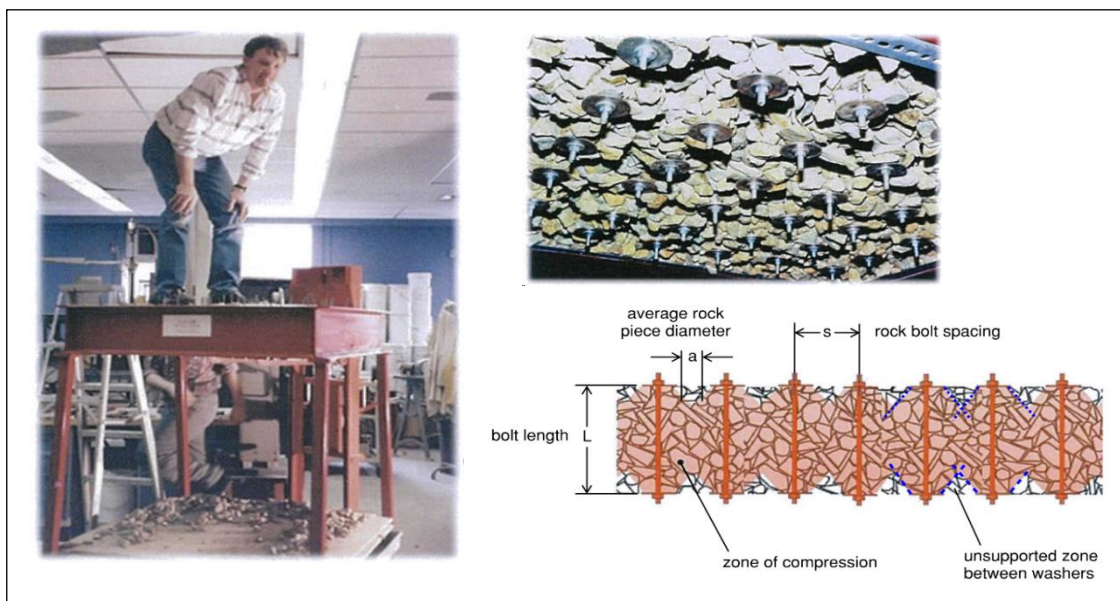 average rock
piece diameter
a
s
rock bolt spacing
bolt length
L
zone of compression
unsupported zone
between washers